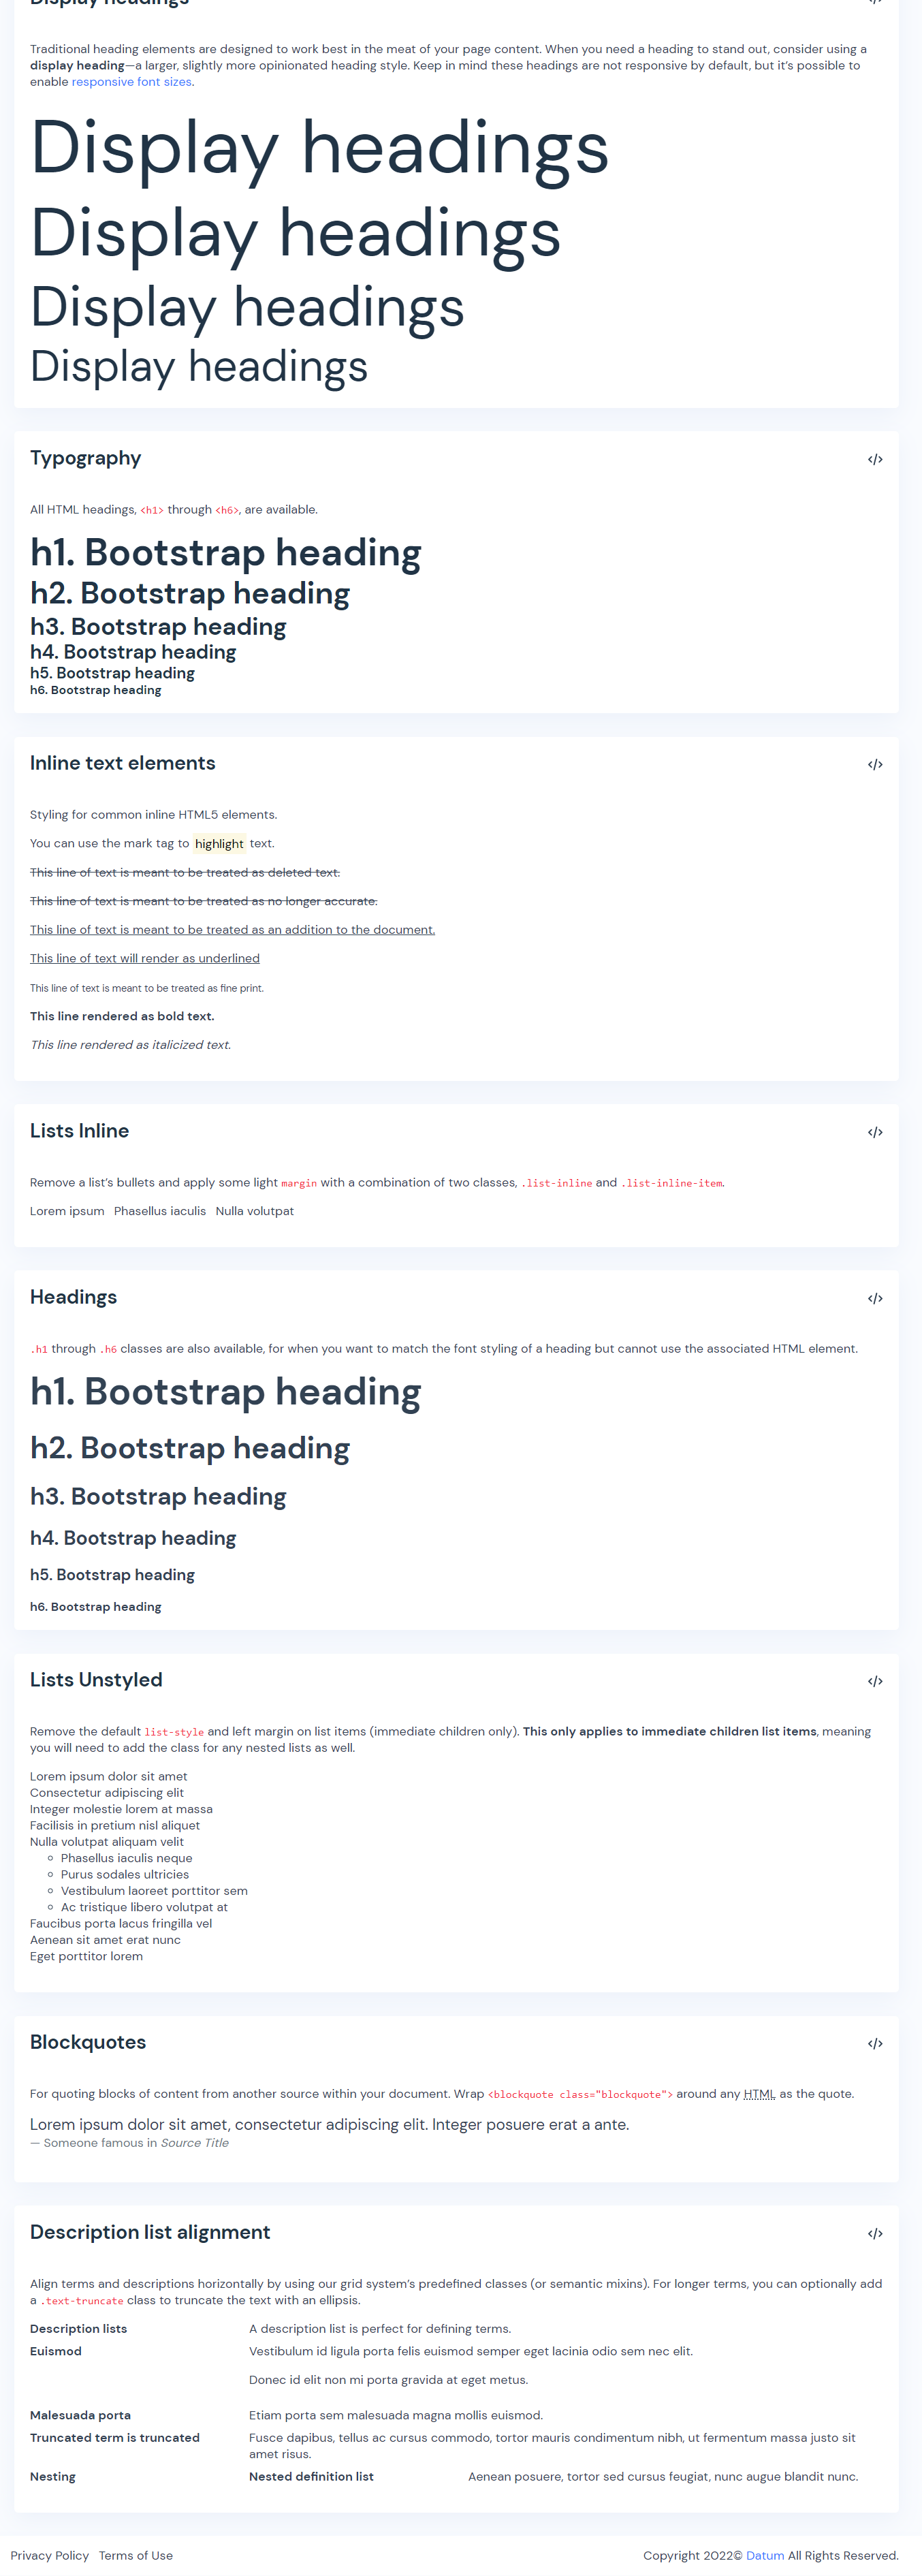 Display headings
Traditional heading elements are designed to work best in the meat of your page content. When you need a heading to stand out, consider using a
display heading—a larger, slightly more opinionated heading style. Keep in mind these headings are not responsive by default, but it’s possible to
enable responsive font sizes.
Display headings
Display headings
Display headings
Display headings
Typography
All HTML headings, <h1> through <h6>, are available.
h1. Bootstrap heading
h2. Bootstrap heading
h3. Bootstrap heading
h4. Bootstrap heading
h5. Bootstrap heading
h6. Bootstrap heading
Inline text elements
Styling for common inline HTML5 elements.
You can use the mark tag to highlight text.
This line of text is meant to be treated as deleted text.
This line of text is meant to be treated as no longer accurate.
This line of text is meant to be treated as an addition to the document.
This line of text will render as underlined
This line of text is meant to be treated as fine print.
This line rendered as bold text.
This line rendered as italicized text.
Lists Inline
Remove a list’s bullets and apply some light margin with a combination of two classes, .list-inline and .list-inline-item.
Lorem ipsum Phasellus iaculis Nulla volutpat
Headings
.h1 through .h6 classes are also available, for when you want to match the font styling of a heading but cannot use the associated HTML element.
h1. Bootstrap heading
h2. Bootstrap heading
h3. Bootstrap heading
h4. Bootstrap heading
h5. Bootstrap heading
h6. Bootstrap heading
Lists Unstyled
Remove the default list-style and left margin on list items (immediate children only). This only applies to immediate children list items, meaning
you will need to add the class for any nested lists as well.
Lorem ipsum dolor sit amet
Consectetur adipiscing elit
Integer molestie lorem at massa
Facilisis in pretium nisl aliquet
Nulla volutpat aliquam velit
Phasellus iaculis neque
Purus sodales ultricies
Vestibulum laoreet porttitor sem
Ac tristique libero volutpat at
Faucibus porta lacus fringilla vel
Aenean sit amet erat nunc
Eget porttitor lorem
Blockquotes
For quoting blocks of content from another source within your document. Wrap <blockquote class="blockquote"> around any HTML as the quote.
Lorem ipsum dolor sit amet, consectetur adipiscing elit. Integer posuere erat a ante.
— Someone famous in Source Title
Description list alignment
Align terms and descriptions horizontally by using our grid system’s predefined classes (or semantic mixins). For longer terms, you can optionally add
a .text-truncate class to truncate the text with an ellipsis.
Description lists A description list is perfect for defining terms.
Euismod Vestibulum id ligula porta felis euismod semper eget lacinia odio sem nec elit.
Donec id elit non mi porta gravida at eget metus.
Malesuada porta Etiam porta sem malesuada magna mollis euismod.
Truncated term is truncated Fusce dapibus, tellus ac cursus commodo, tortor mauris condimentum nibh, ut fermentum massa justo sit
amet risus.
Nesting Nested definition list Aenean posuere, tortor sed cursus feugiat, nunc augue blandit nunc.
Privacy Policy Terms of Use Copyright 2022© Datum All Rights Reserved.